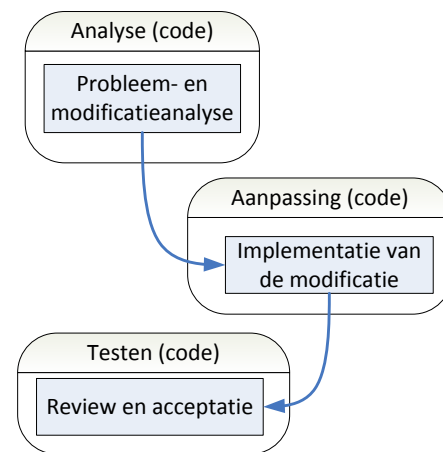 Analyse (code)
Probleem- en
modificatieanalyse
Aanpassing (code)
Implementatie van
de modificatie
Testen (code)
Review en acceptatie